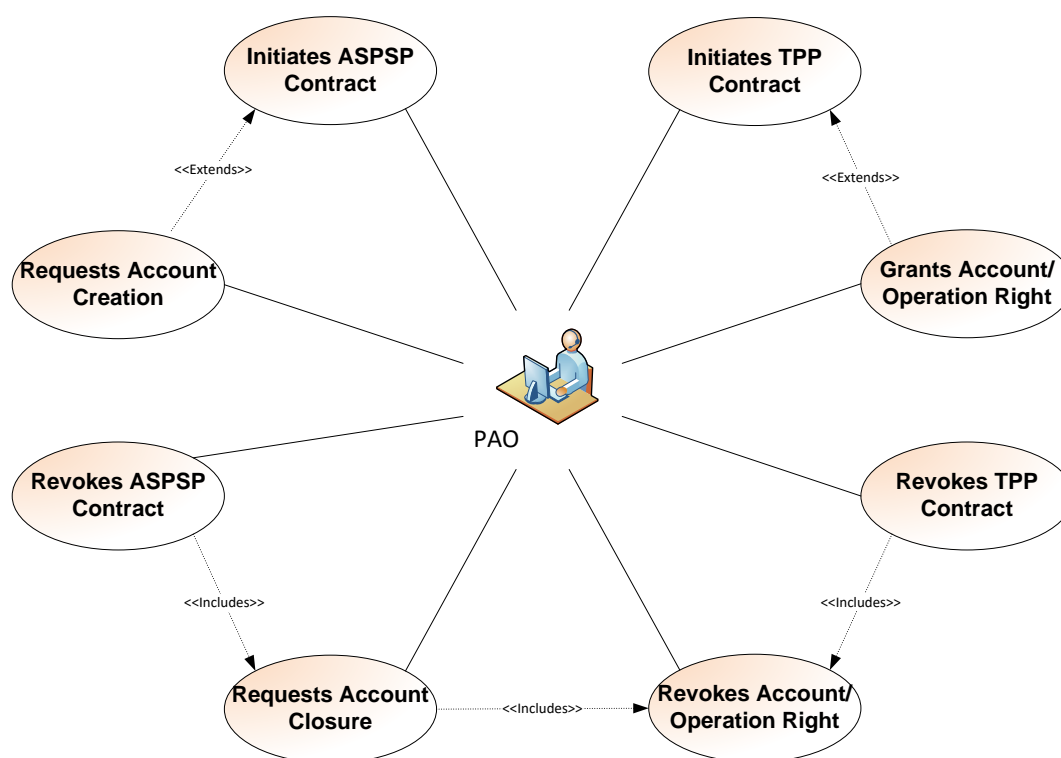 Initiates ASPSP
Contract
Initiates TPP
Contract
<<Extends>>
<<Extends>>
Requests Account
Creation
Grants Account/
Operation Right
PAO
Revokes ASPSP
Contract
Revokes TPP
Contract
<<Includes>>
<<Includes>>
Requests Account
Closure
<<Includes>>
Revokes Account/
Operation Right